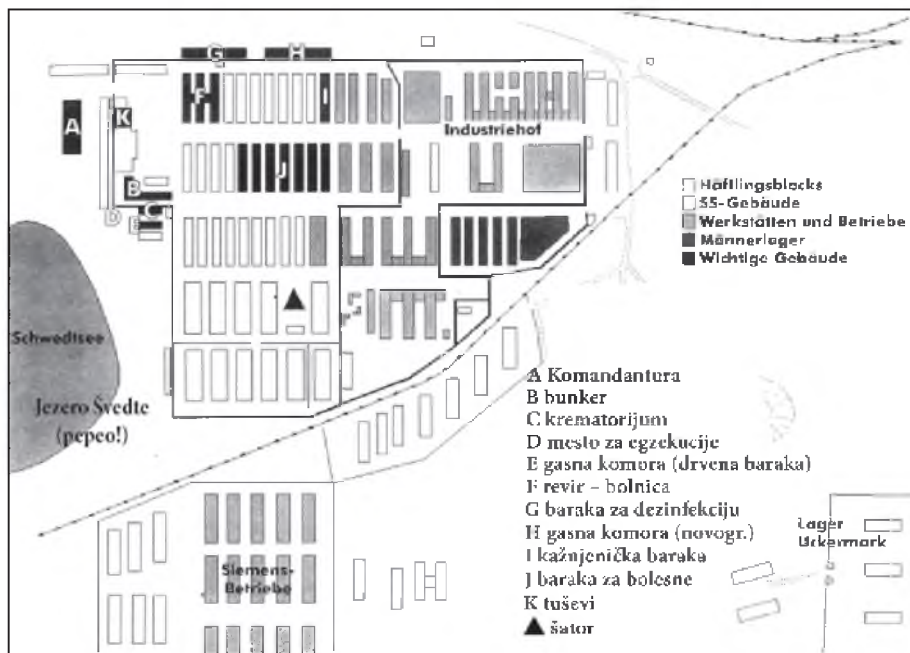 G H
F I
A K
Industriehof
J
B
C
D E
Häftlingsblocks
SS-Gebäude
Werkstätten und Betriebe
Männerlager
Wichtige Gebäude
Schwedtsee
Jezero Švedte
(pepeo!)
A Komandantura
B bunker
C krematorijum
D mesto za egzekucije
E gasna komora (drvena baraka)
F revir – bolnica
G baraka za dezinfekciju
H gasna komora (novogr.)
I kažnjenička baraka
J baraka za bolesne
K tuševi
▲ šator
Lager
Uckermark
Siemens-
Betriebe